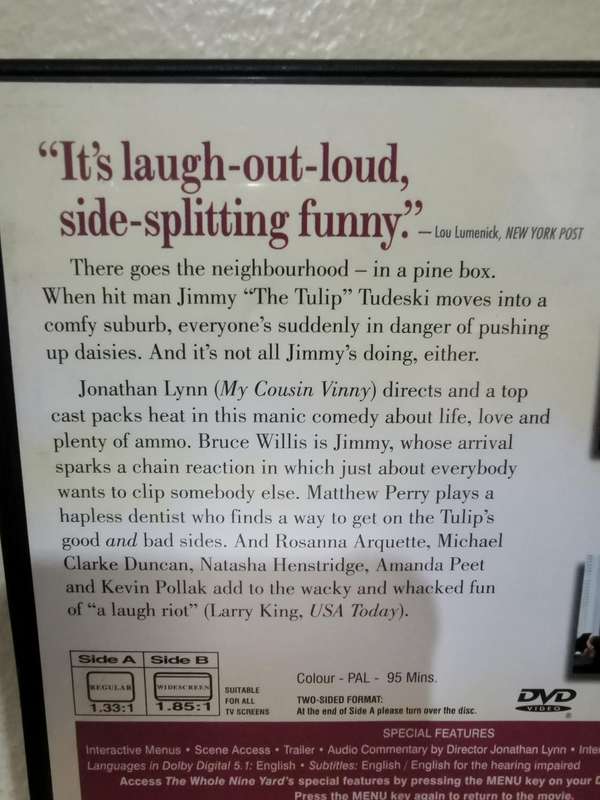 “It’s laugh-out-loud,
side-splitting funny.” – Lou Lumenick, NEW YORK POST
There goes the neighbourhood – in a pine box.
When hit man Jimmy “The Tulip” Tudeski moves into a
comfy suburb, everyone’s suddenly in danger of pushing
up daisies. And it’s not all Jimmy’s doing, either.
Jonathan Lynn (My Cousin Vinny) directs and a top
cast packs heat in this manic comedy about life, love and
plenty of ammo. Bruce Willis is Jimmy, whose arrival
sparks a chain reaction in which just about everybody
wants to clip somebody else. Matthew Perry plays a
hapless dentist who finds a way to get on the Tulip’s
good and bad sides. And Rosanna Arquette, Michael
Clarke Duncan, Natasha Henstridge, Amanda Peet
and Kevin Pollak add to the wacky and whacked fun
of “a laugh riot” (Larry King, USA Today).
Side A Side B
REGULAR WIDESCREEN
1.33:1 1.85:1
SUITABLE
FOR ALL
TV SCREENS
Colour - PAL - 95 Mins.
TWO-SIDED FORMAT:
At the end of Side A please turn over the disc.
DVD
VIDEO
SPECIAL FEATURES
Interactive Menus • Scene Access • Trailer • Audio Commentary by Director Jonathan Lynn •
Languages in Dolby Digital 5.1: English • Subtitles: English / English for the hearing impaired
Access The Whole Nine Yard’s special features by pressing the MENU key on your
Press the MENU key again to return to the movie.